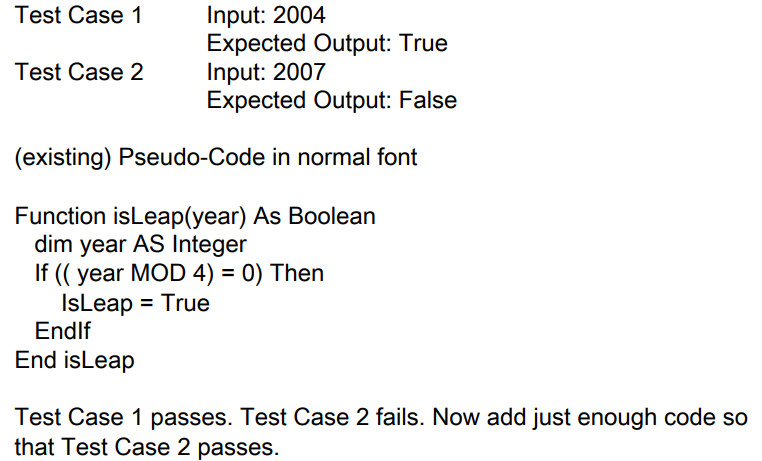 Test Case 1 Input: 2004
Expected Output: True
Test Case 2 Input: 2007
Expected Output: False
(existing) Pseudo-Code in normal font
Function isLeap(year) As Boolean
dim year AS Integer
If (( year MOD 4) = 0) Then
IsLeap = True
EndIf
End isLeap
Test Case 1 passes. Test Case 2 fails. Now add just enough code so
that Test Case 2 passes.